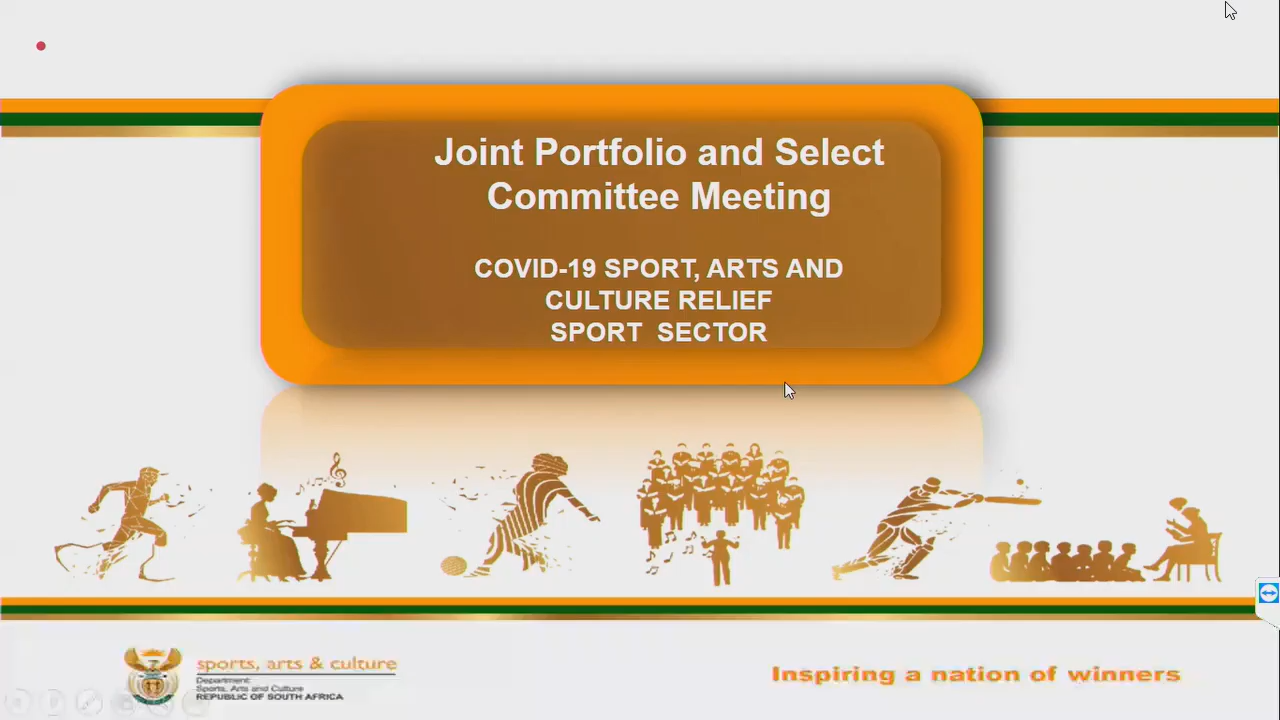 Joint Portfolio and Select
Committee Meeting
COVID-19 SPORT, ARTS AND
CULTURE RELIEF
SPORT SECTOR
sports, arts & culture
Department:
Sports, Arts and Culture
REPUBLIC OF SOUTH AFRICA
Inspiring a nation of winners